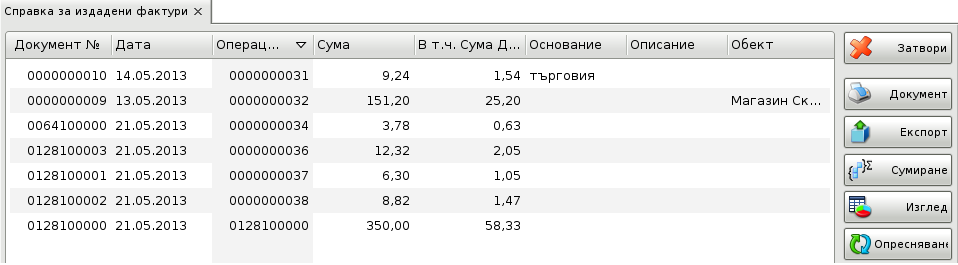 Справка за издадени фактури ×
Документ № Дата Операц... Сума В т.ч. Сума Д... Основание Описание Обект
0000000010 14.05.2013 0000000031 9,24 1,54 търговия
0000000009 13.05.2013 0000000032 151,20 25,20 Магазин Ск...
0064100000 21.05.2013 0000000034 3,78 0,63
0128100003 21.05.2013 0000000036 12,32 2,05
0128100001 21.05.2013 0000000037 6,30 1,05
0128100002 21.05.2013 0000000038 8,82 1,47
0128100000 21.05.2013 0128100000 350,00 58,33
Затвори
Документ
Експорт
Сумиране
Изглед
Опресняване